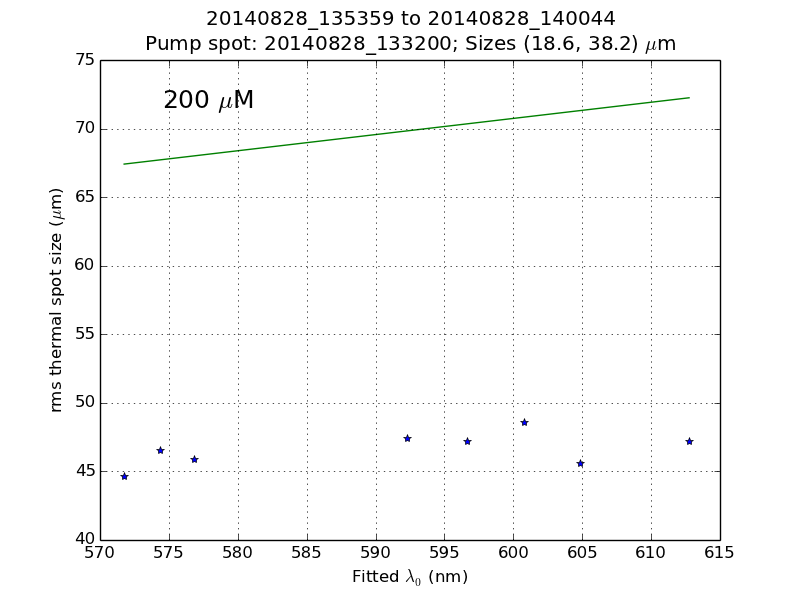 20140828_135359 to 20140828_140044
Pump spot: 20140828_133200; Sizes (18.6, 38.2) μm
200 μM
rms thermal spot size (μm)
75
70
65
60
55
50
45
40
570 575 580 585 590 595 600 605 610 615
Fitted λ₀ (nm)